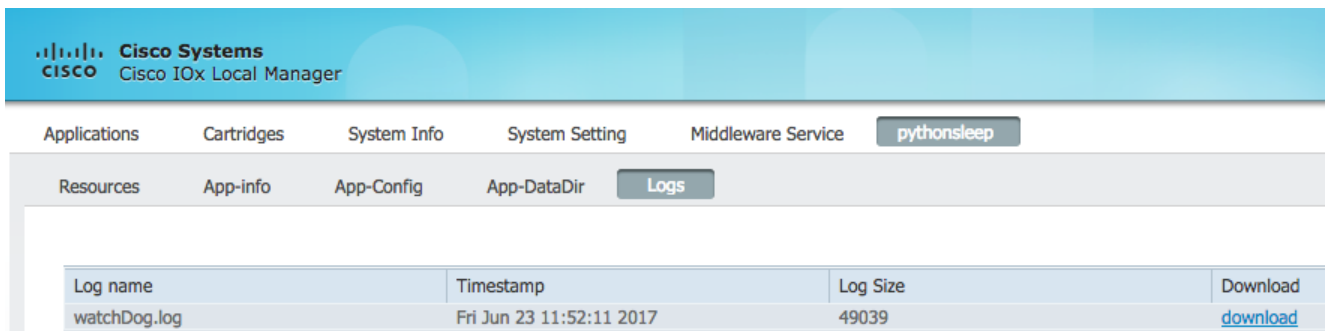 Cisco Systems
CISCO Cisco IOx Local Manager
Applications Cartridges System Info System Setting Middleware Service pythonsleep
Resources App-info App-Config App-DataDir Logs
Log name Timestamp Log Size Download
watchDog.log Fri Jun 23 11:52:11 2017 49039 download